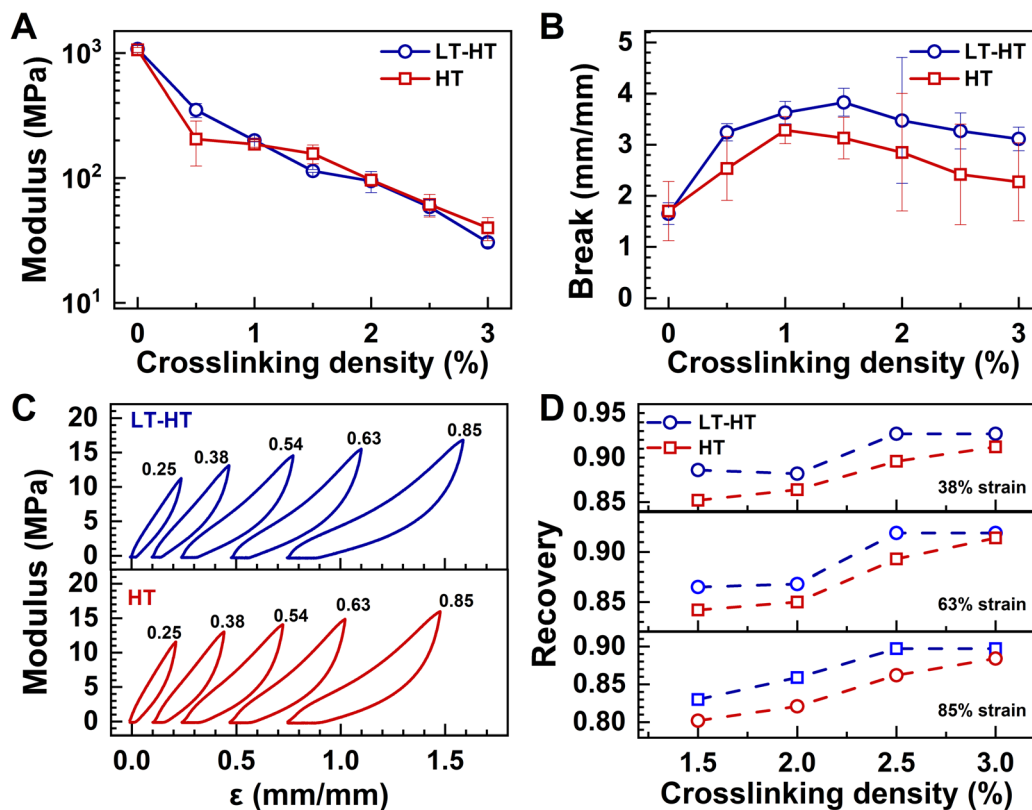 A
LT-HT
HT
10³
10²
10¹
Modulus (MPa)
0
1
2
3
Crosslinking density (%)
B
LT-HT
HT
5
4
3
2
1
0
Break (mm/mm)
0
1
2
3
Crosslinking density (%)
C
LT-HT
20
15
10
5
0
0.25
0.38
0.54
0.63
0.85
HT
20
15
10
5
0
0.25
0.38
0.54
0.63
0.85
Modulus (MPa)
0.0
0.5
1.0
1.5
ε (mm/mm)
D
LT-HT
HT
0.95
0.90
0.85
38% strain
0.90
0.85
63% strain
0.90
0.85
0.80
85% strain
Recovery
1.5
2.0
2.5
3.0
Crosslinking density (%)